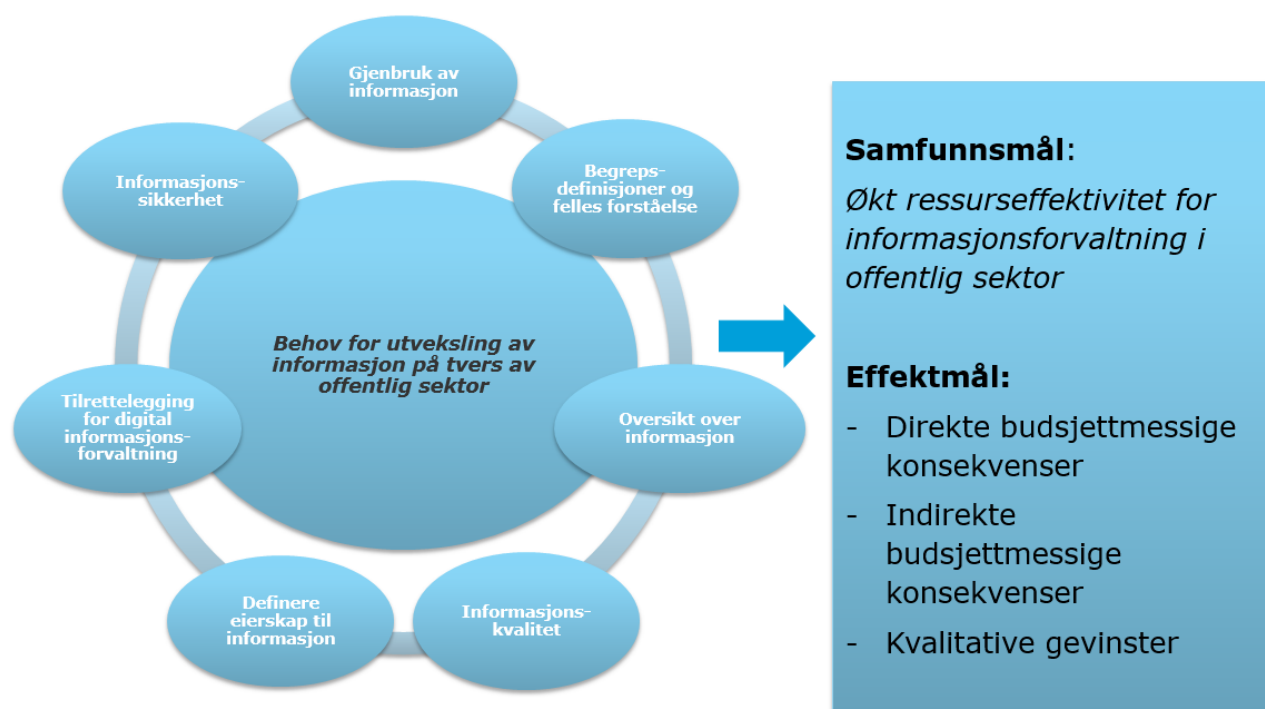 Gjenbruk av
informasjon
Begreps-
definisjoner og
felles forståelse
Oversikt over
informasjon
Informasjons-
kvalitet
Definere
eierskap til
informasjon
Tilrettelegging
for digital
informasjons-
forvaltning
Informasjons-
sikkerhet
Behov for utveksling av
informasjon på tvers av
offentlig sektor
Samfunnsmål:
Økt ressurseffektivitet for
informasjonsforvaltning i
offentlig sektor
Effektmål:
- Direkte budsjettmessige
konsekvenser
- Indirekte
budsjettmessige
konsekvenser
- Kvalitative gevinster